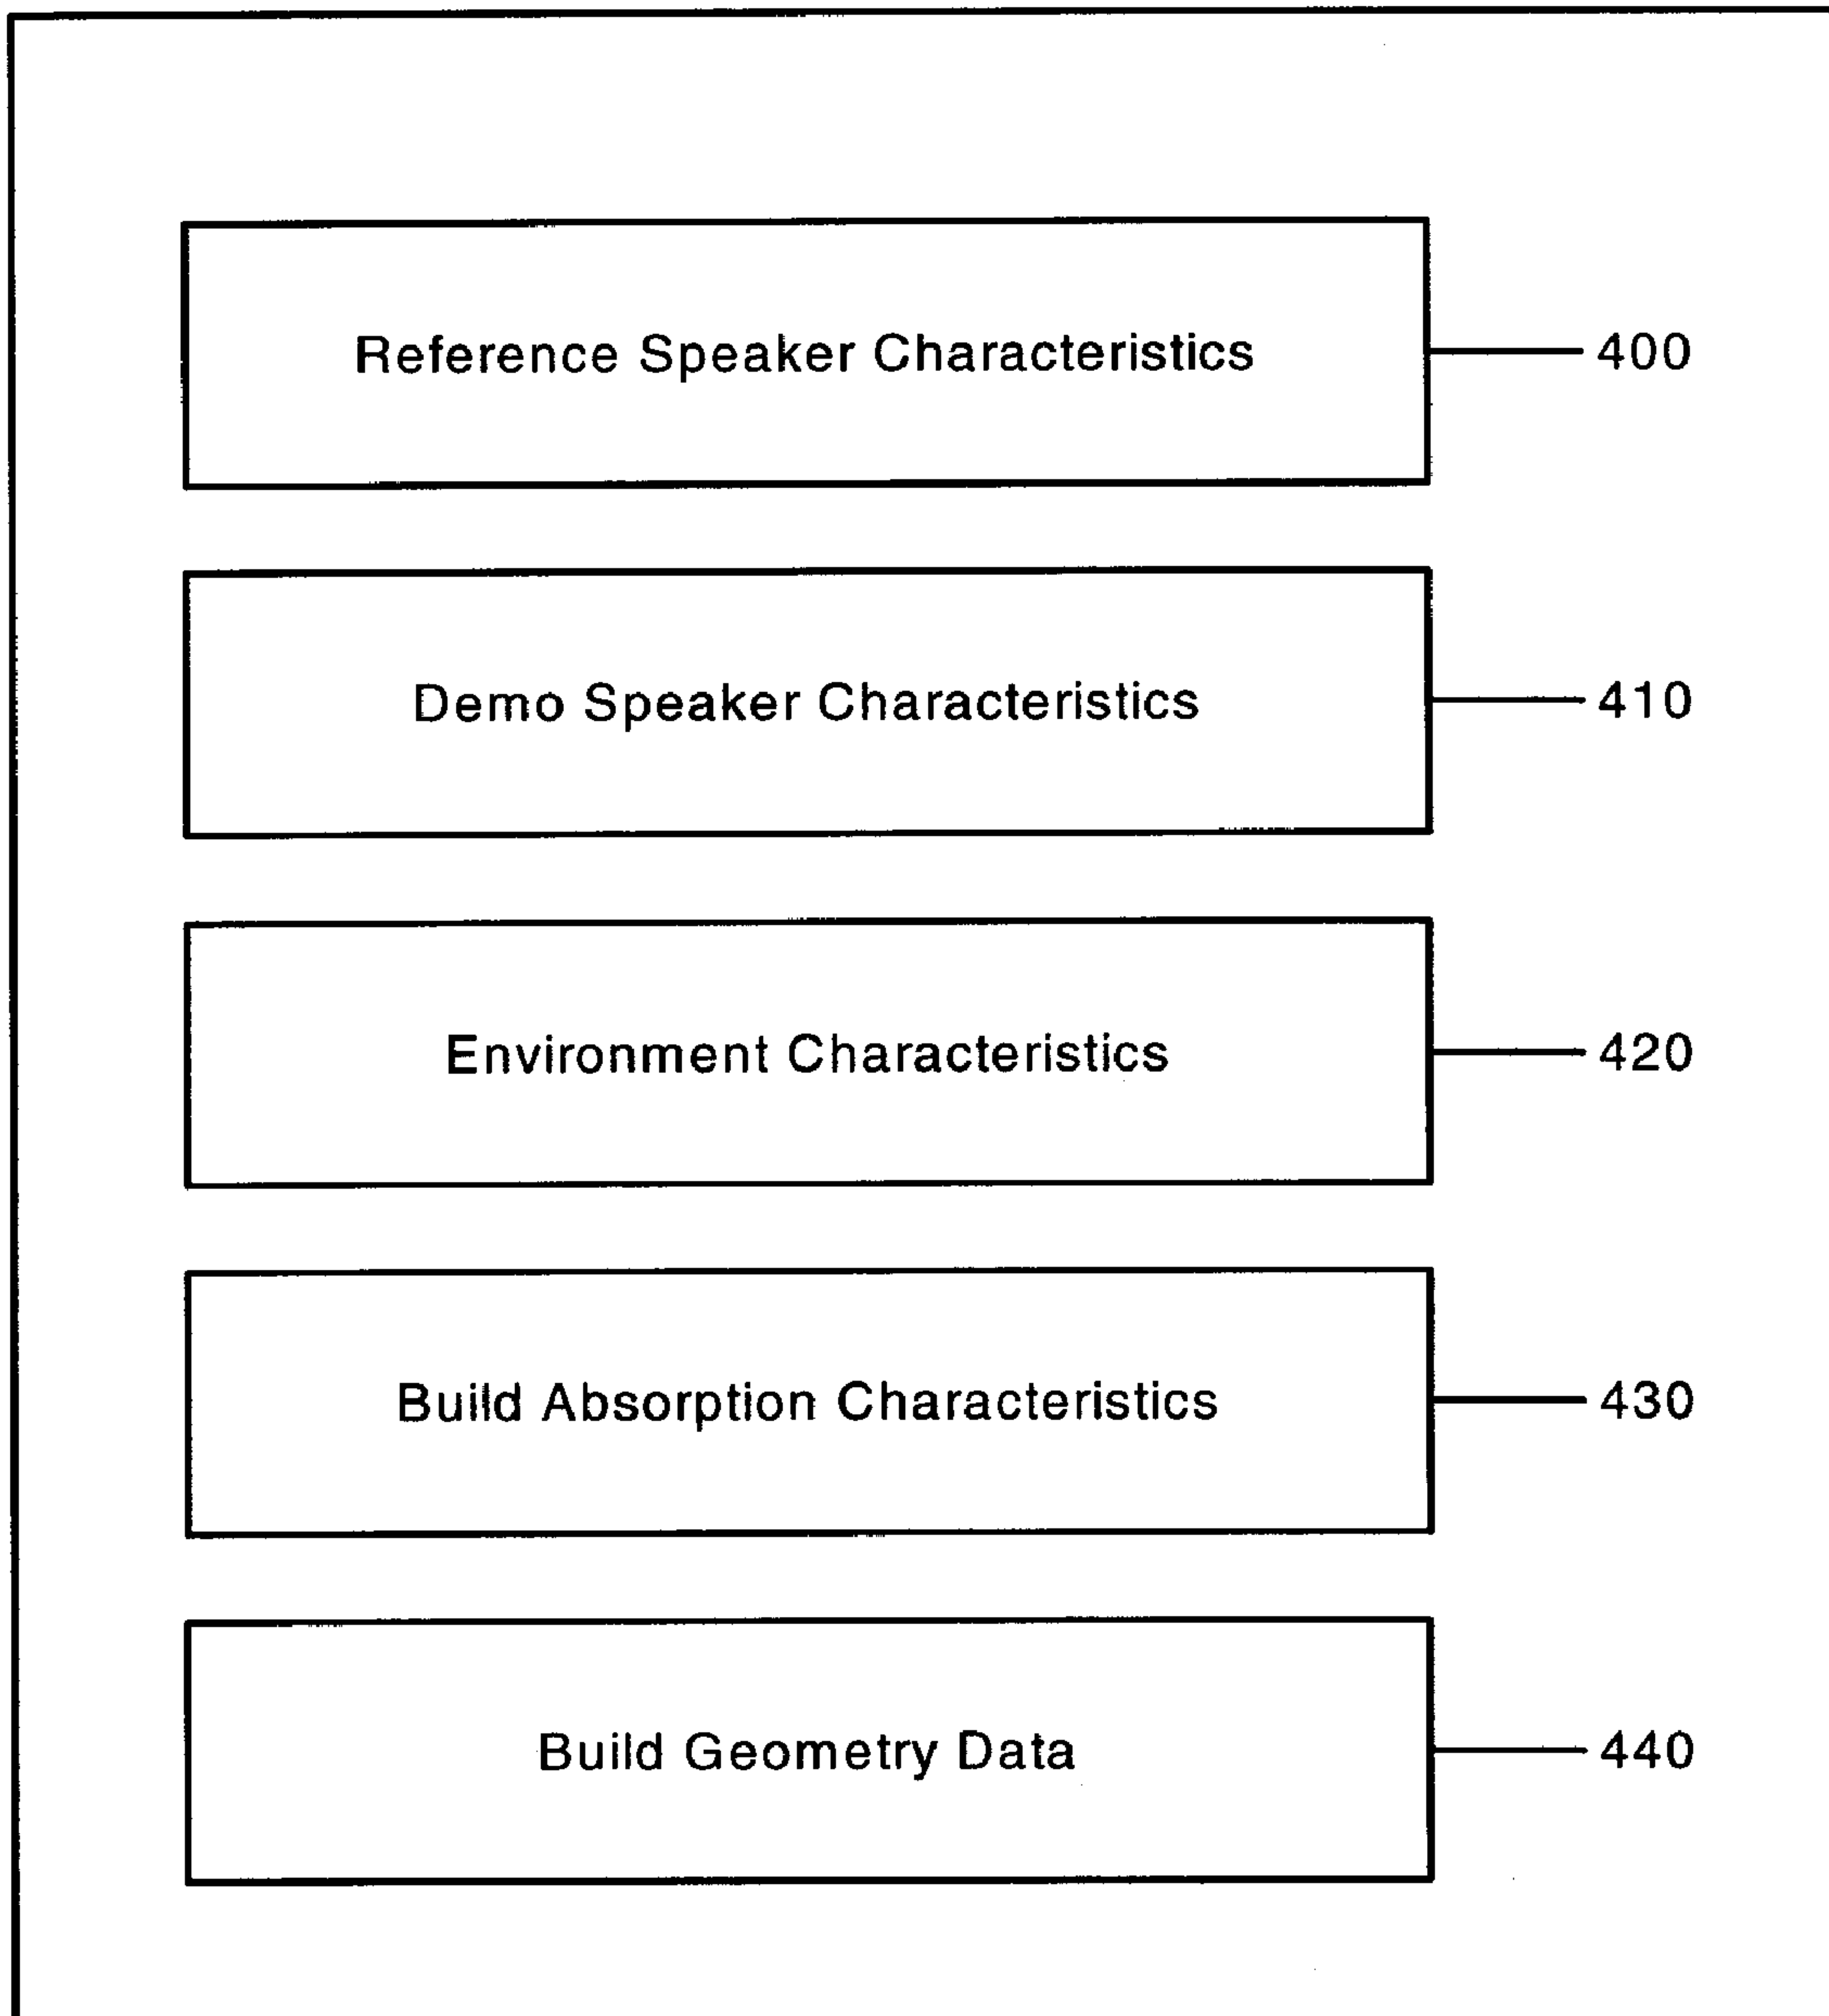 Reference Speaker Characteristics 400
Demo Speaker Characteristics 410
Environment Characteristics 420
Build Absorption Characteristics 430
Build Geometry Data 440